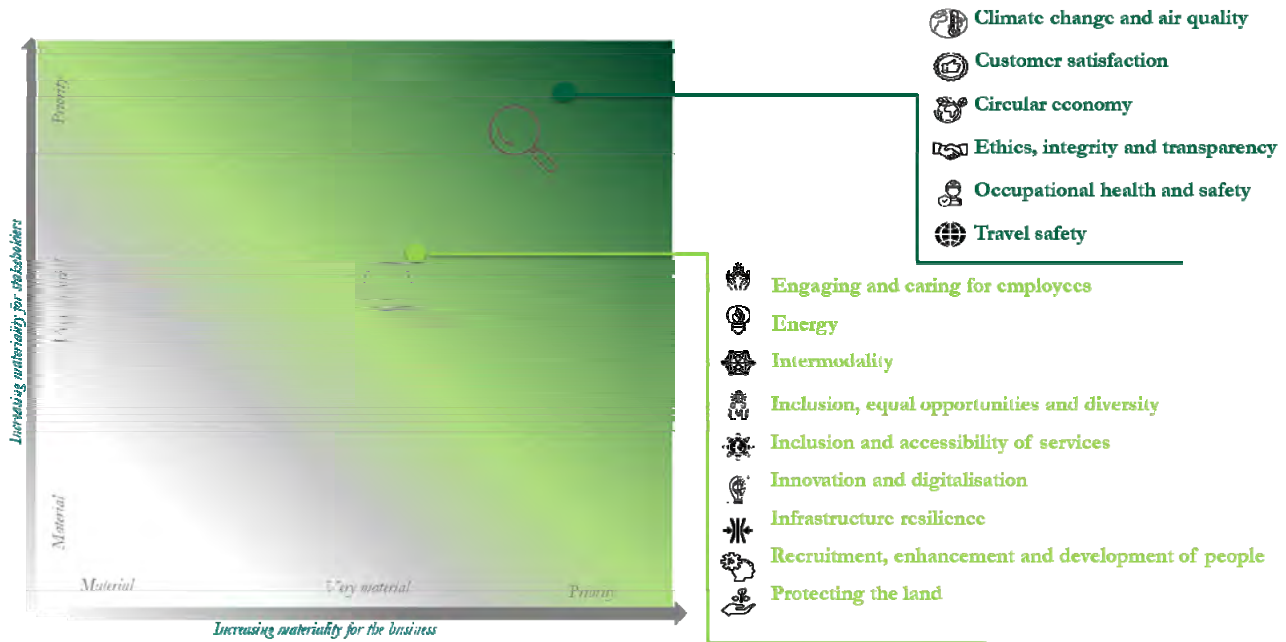 Climate change and air quality
Customer satisfaction
Circular economy
Ethics, integrity and transparency
Occupational health and safety
Travel safety
Engaging and caring for employees
Energy
Intermodality
Inclusion, equal opportunities and diversity
Inclusion and accessibility of services
Innovation and digitalisation
Infrastructure resilience
Recruitment, enhancement and development of people
Protecting the land
Increasing materiality for stakeholders
Priority
Material
Material
Very material
Priority
Increasing materiality for the business